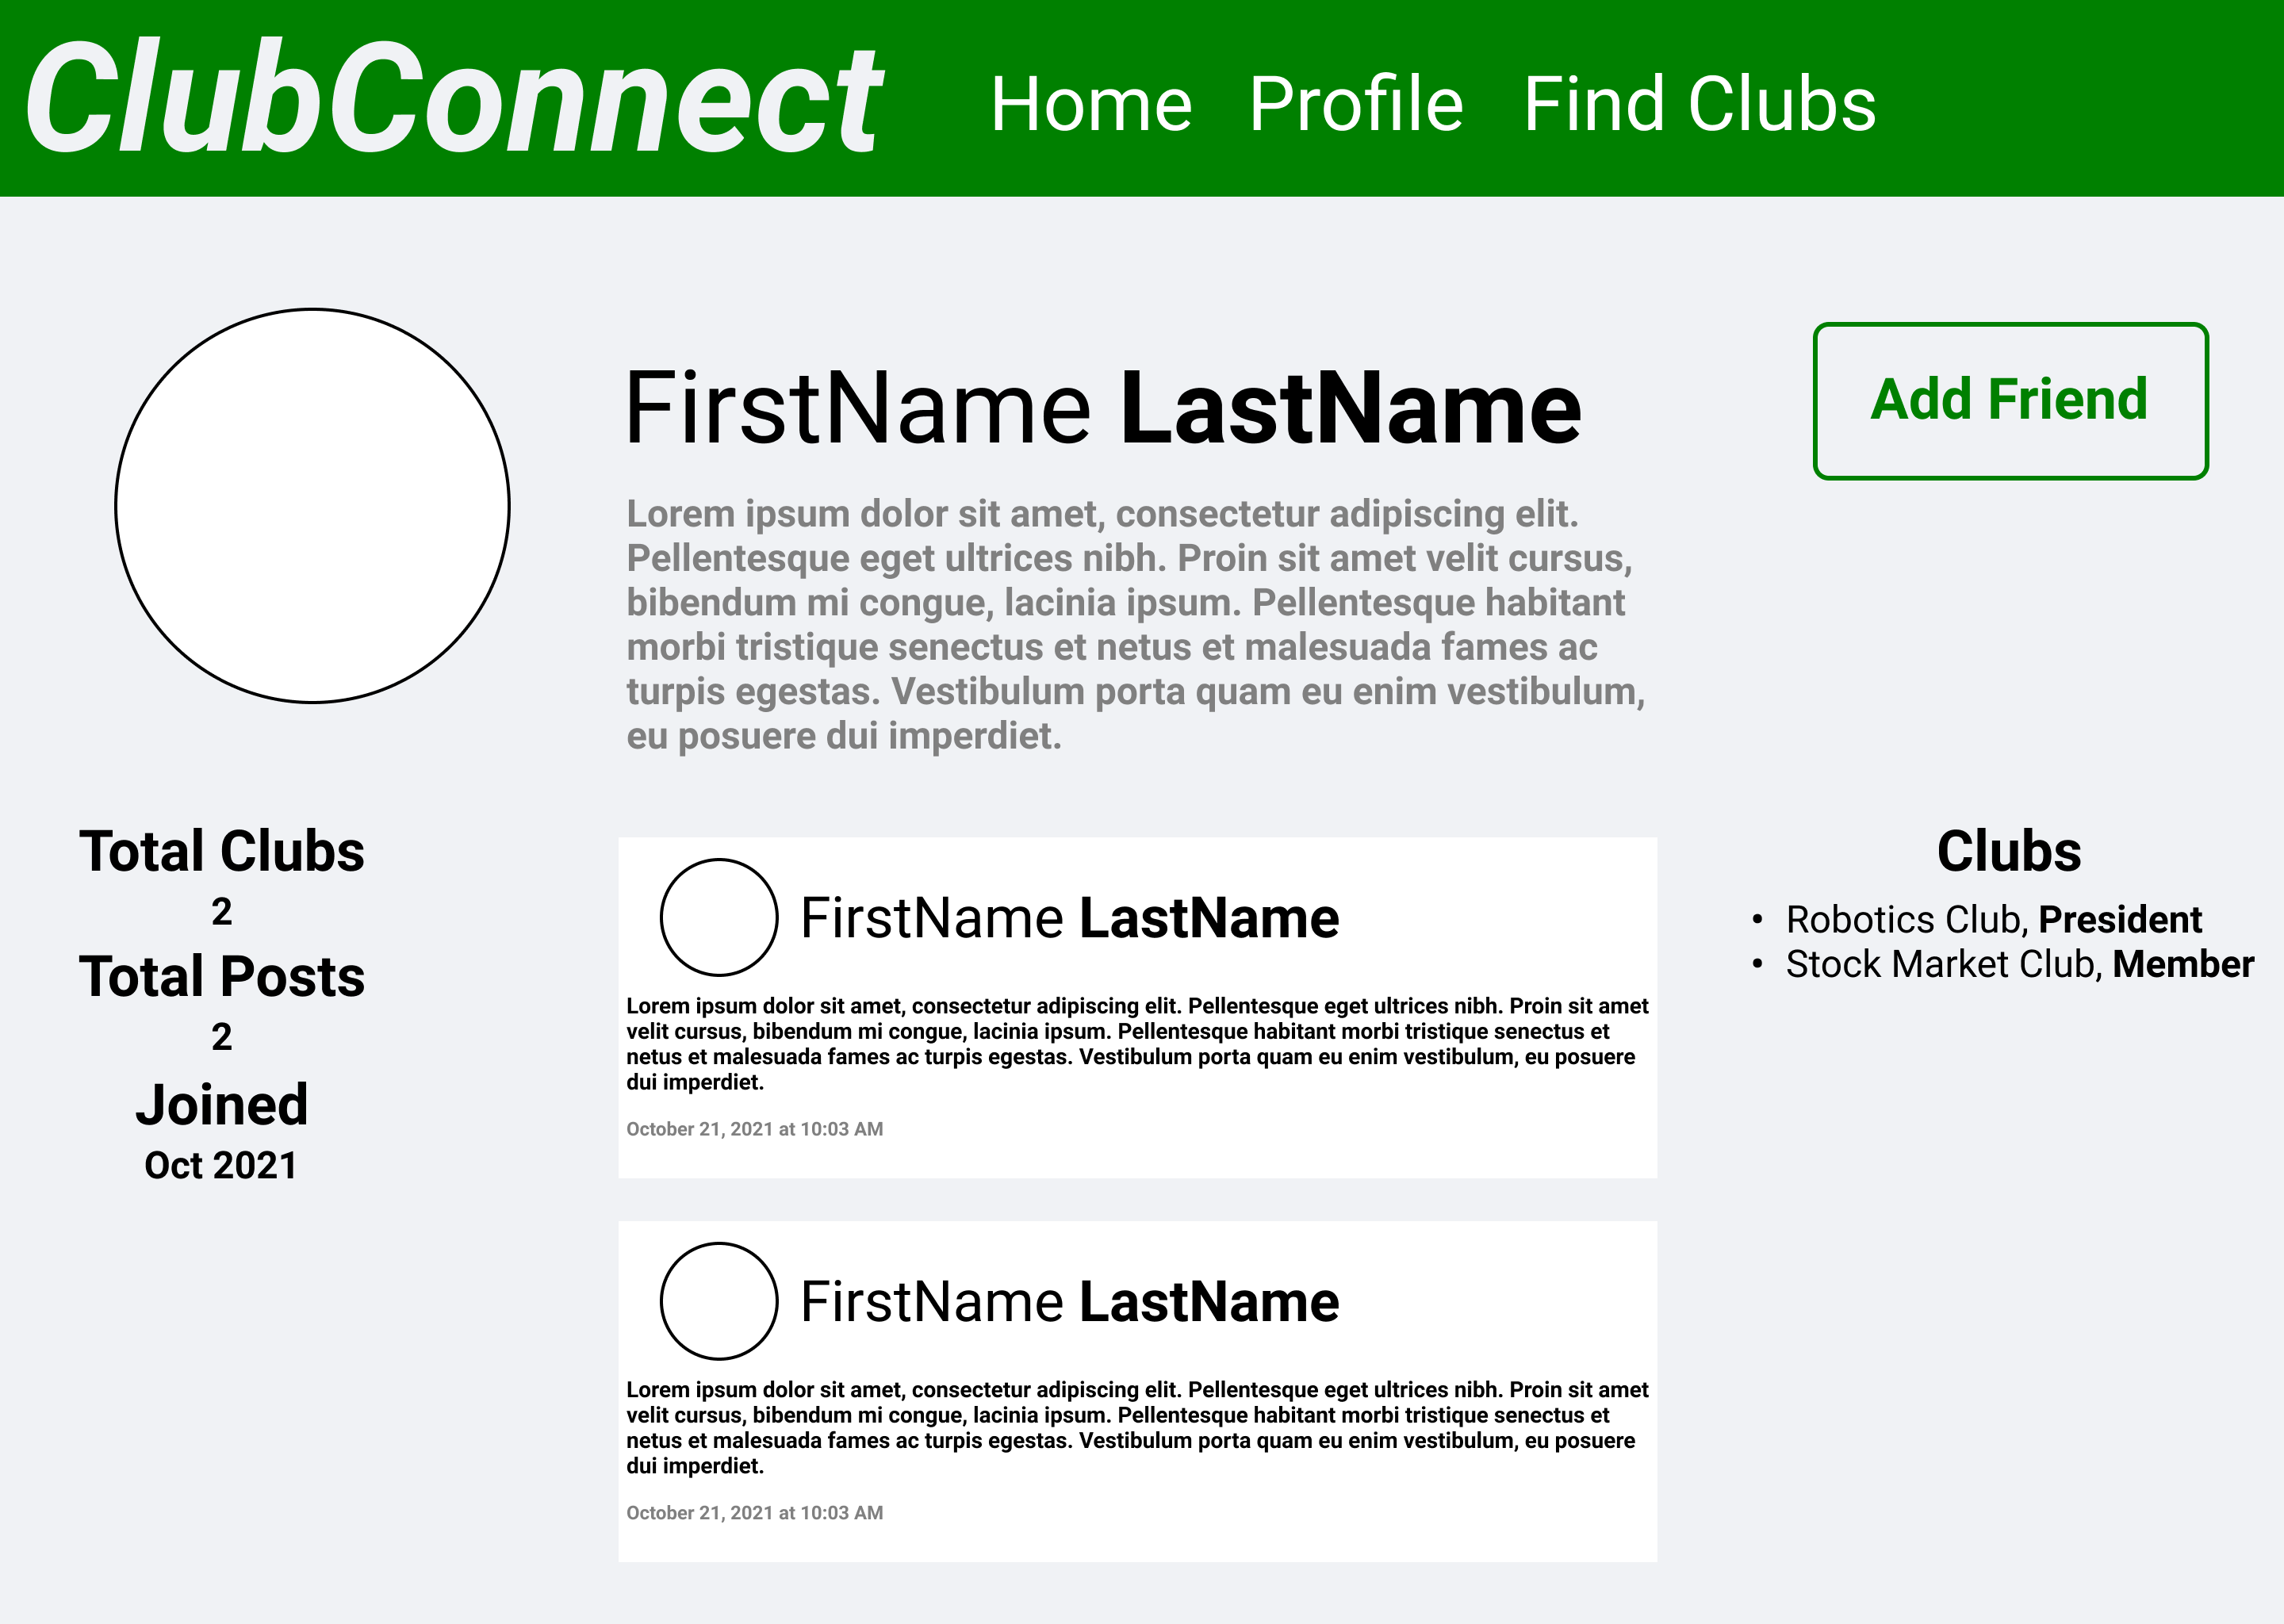 ClubConnect
Home Profile Find Clubs
FirstName LastName
Add Friend
Lorem ipsum dolor sit amet, consectetur adipiscing elit.
Pellentesque eget ultrices nibh. Proin sit amet velit cursus,
bibendum mi congue, lacinia ipsum. Pellentesque habitant
morbi tristique senectus et netus et malesuada fames ac
turpis egestas. Vestibulum porta quam eu enim vestibulum,
eu posuere dui imperdiet.
Total Clubs
2
Total Posts
2
Joined
Oct 2021
FirstName LastName
Lorem ipsum dolor sit amet, consectetur adipiscing elit. Pellentesque eget ultrices nibh. Proin sit amet
velit cursus, bibendum mi congue, lacinia ipsum. Pellentesque habitant morbi tristique senectus et
netus et malesuada fames ac turpis egestas. Vestibulum porta quam eu enim vestibulum, eu posuere
dui imperdiet.
October 21, 2021 at 10:03 AM
FirstName LastName
Lorem ipsum dolor sit amet, consectetur adipiscing elit. Pellentesque eget ultrices nibh. Proin sit amet
velit cursus, bibendum mi congue, lacinia ipsum. Pellentesque habitant morbi tristique senectus et
netus et malesuada fames ac turpis egestas. Vestibulum porta quam eu enim vestibulum, eu posuere
dui imperdiet.
October 21, 2021 at 10:03 AM
Clubs
• Robotics Club, President
• Stock Market Club, Member